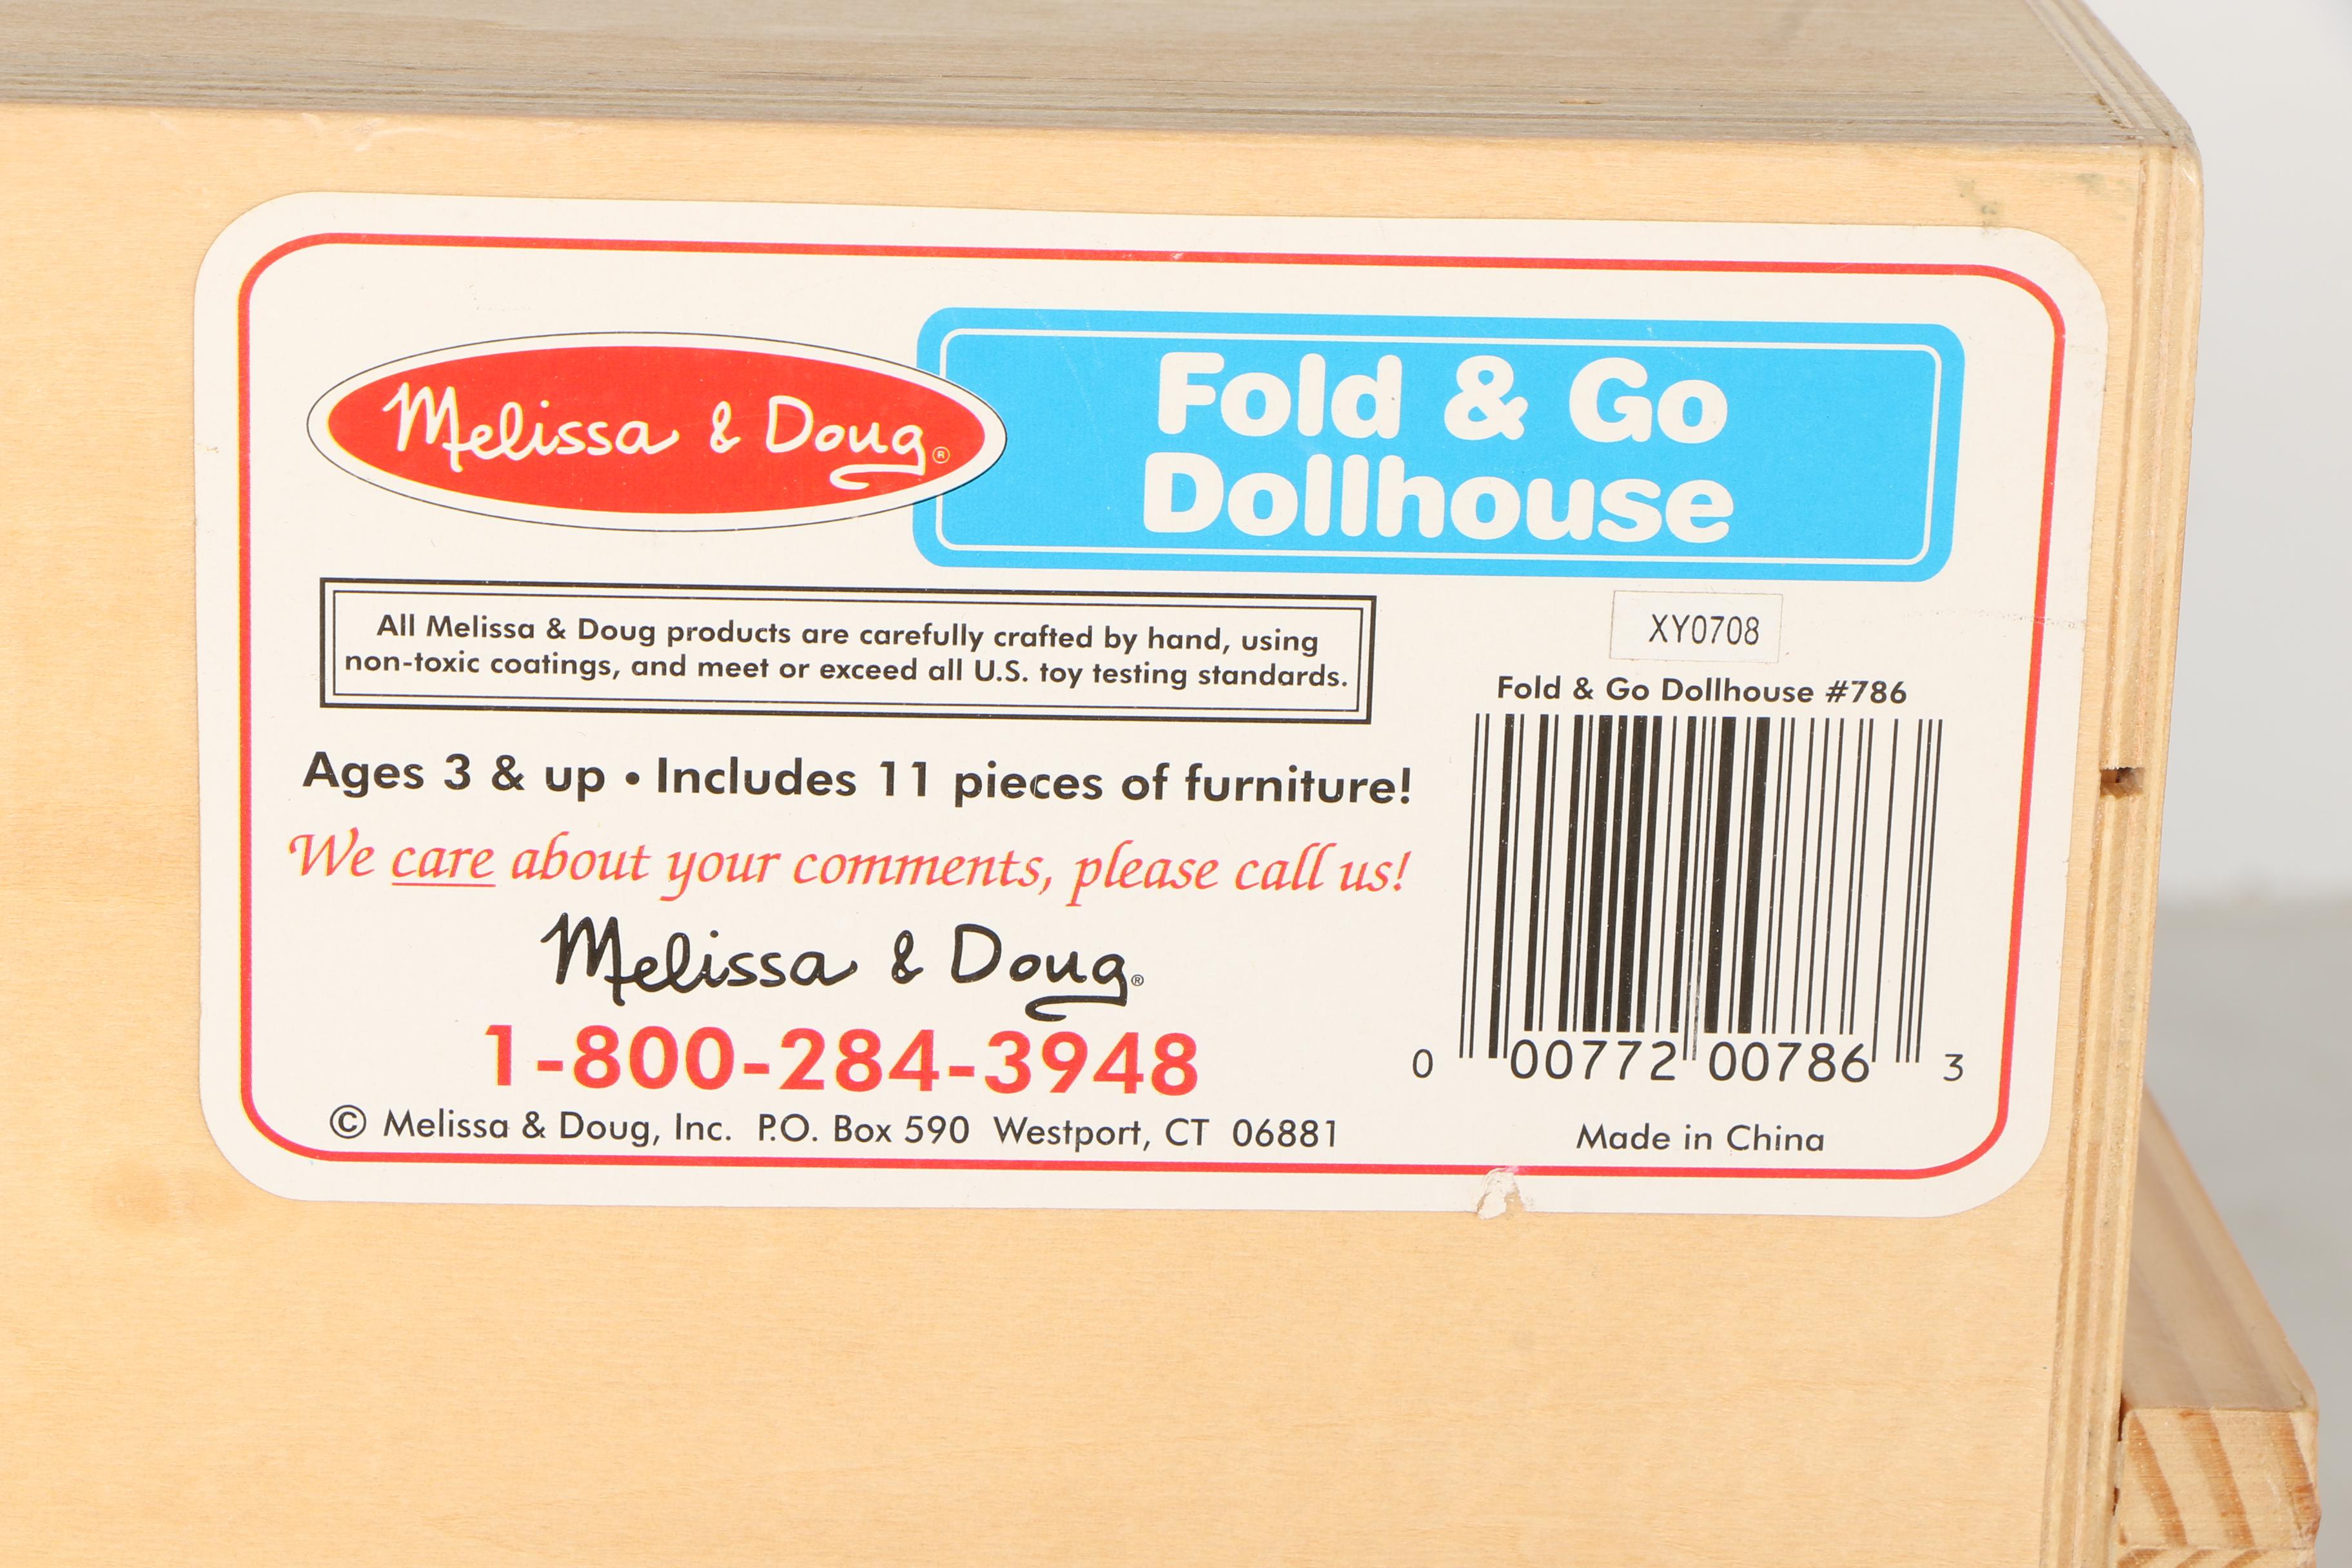 Melissa & Doug®
Fold & Go
Dollhouse
All Melissa & Doug products are carefully crafted by hand, using
non-toxic coatings, and meet or exceed all U.S. toy testing standards.
Ages 3 & up • Includes 11 pieces of furniture!
We care about your comments, please call us!
Melissa & Doug®
1-800-284-3948
© Melissa & Doug, Inc. P.O. Box 590 Westport, CT 06881
XY0708
Fold & Go Dollhouse #786
0 00772 00786 3
Made in China